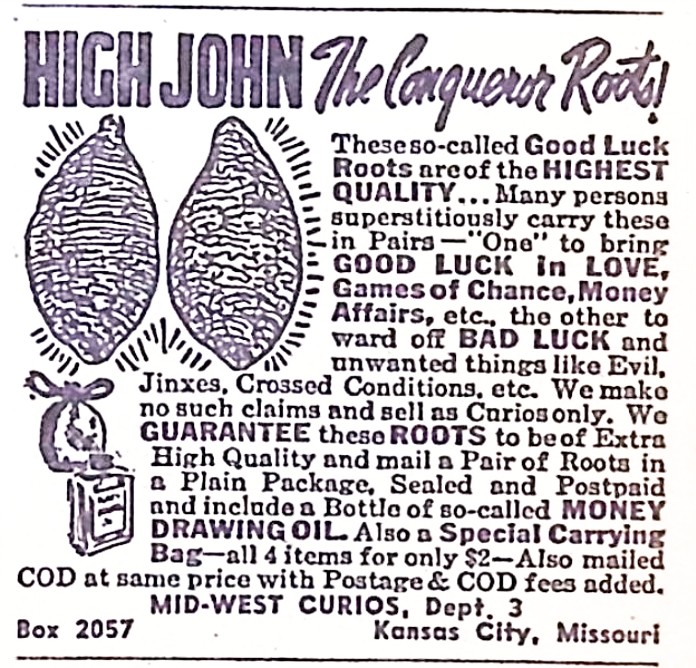 HIGH JOHN The Conqueror Roots!
These so-called Good Luck
Roots are of the HIGHEST
QUALITY... Many persons
superstitiously carry these
in Pairs—"One" to bring
GOOD LUCK in LOVE,
Games of Chance, Money
Affairs, etc., the other to
ward off BAD LUCK and
unwanted things like Evil,
Jinxes, Crossed Conditions, etc. We make
no such claims and sell as Curios only. We
GUARANTEE these ROOTS to be of Extra
High Quality and mail a Pair of Roots in
a Plain Package, Sealed and Postpaid
and include a Bottle of so-called MONEY
DRAWING OIL. Also a Special Carrying
Bag—all 4 items for only $2—Also mailed
COD at same price with Postage & COD fees added.
MID-WEST CURIOS, Dept. 3
Box 2057 Kansas City, Missouri